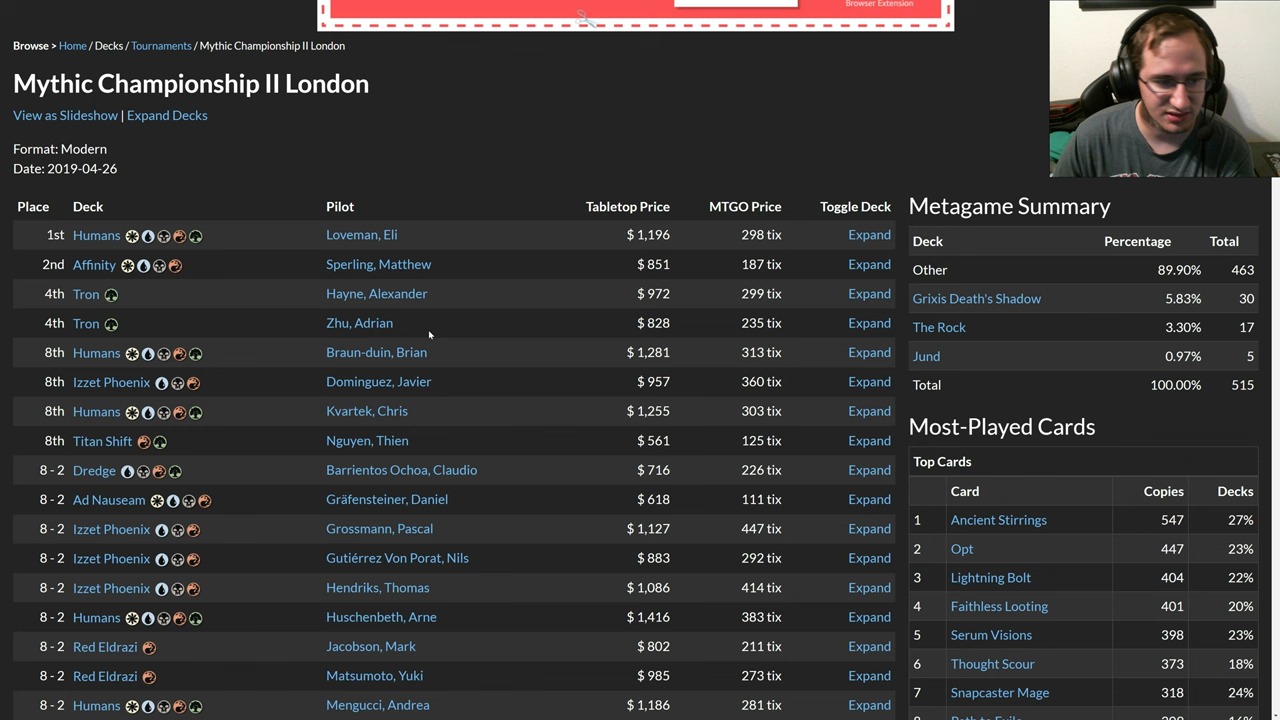 Browser Extension
Browse > Home / Decks / Tournaments / Mythic Championship II London
Mythic Championship II London
View as Slideshow | Expand Decks
Format: Modern
Date: 2019-04-26
Place Deck Pilot Tabletop Price MTGO Price Toggle Deck
1st Humans Loveman, Eli $ 1,196 298 tix Expand
2nd Affinity Sperling, Matthew $ 851 187 tix Expand
4th Tron Hayne, Alexander $ 972 299 tix Expand
4th Tron Zhu, Adrian $ 828 235 tix Expand
8th Humans Braun-duin, Brian $ 1,281 313 tix Expand
8th Izzet Phoenix Dominguez, Javier $ 957 360 tix Expand
8th Humans Kvartek, Chris $ 1,255 303 tix Expand
8th Titan Shift Nguyen, Thien $ 561 125 tix Expand
8 - 2 Dredge Barrientos Ochoa, Claudio $ 716 226 tix Expand
8 - 2 Ad Nauseam Gräfensteiner, Daniel $ 618 111 tix Expand
8 - 2 Izzet Phoenix Grossmann, Pascal $ 1,127 447 tix Expand
8 - 2 Izzet Phoenix Gutiérrez Von Porat, Nils $ 883 292 tix Expand
8 - 2 Izzet Phoenix Hendriks, Thomas $ 1,086 414 tix Expand
8 - 2 Humans Huschenbeth, Arne $ 1,416 383 tix Expand
8 - 2 Red Eldrazi Jacobson, Mark $ 802 211 tix Expand
8 - 2 Red Eldrazi Matsumoto, Yuki $ 985 273 tix Expand
8 - 2 Humans Mengucci, Andrea $ 1,186 281 tix Expand
Metagame Summary
Deck Percentage Total
Other 89.90% 463
Grixis Death's Shadow 5.83% 30
The Rock 3.30% 17
Jund 0.97% 5
Total 100.00% 515
Most-Played Cards
Top Cards
Card Copies Decks
1 Ancient Stirrings 547 27%
2 Opt 447 23%
3 Lightning Bolt 404 22%
4 Faithless Looting 401 20%
5 Serum Visions 398 23%
6 Thought Scour 373 18%
7 Snapcaster Mage 318 24%